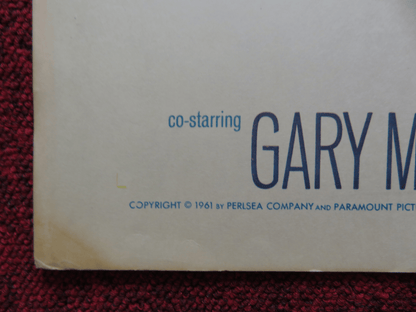 co-starring
GARY M
COPYRIGHT © 1961 BY PERLSEA COMPANY AND PARAMOUNT PICT